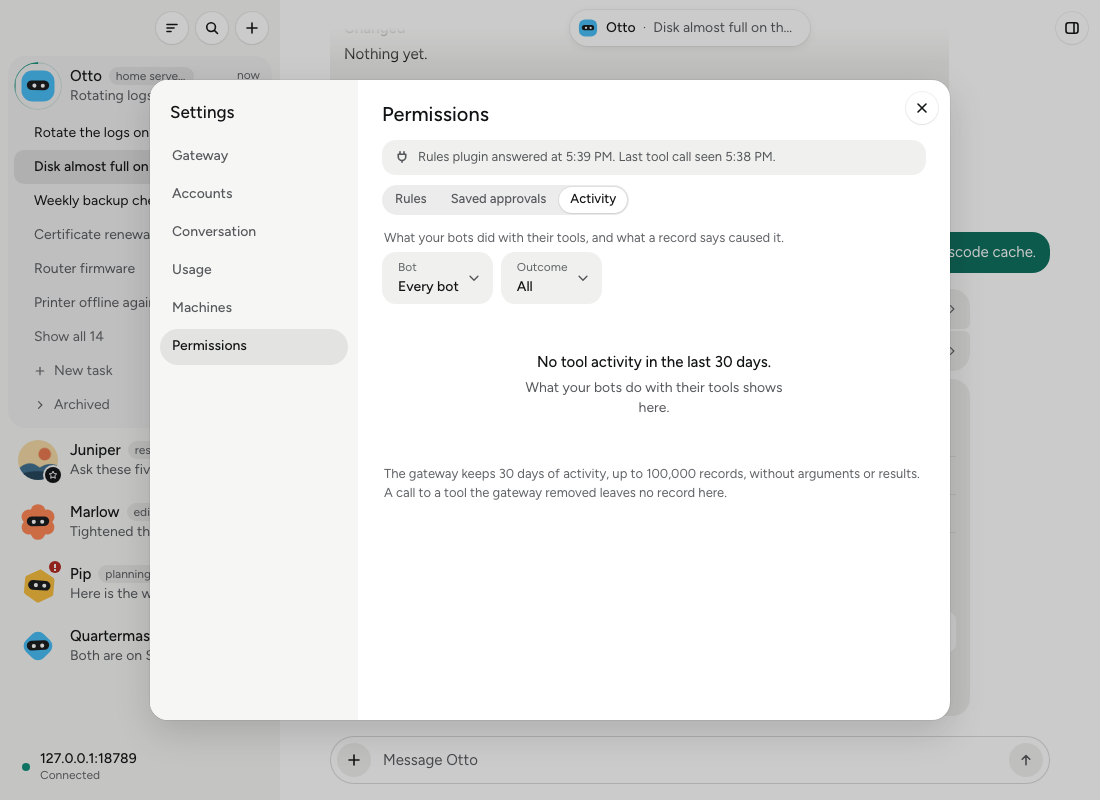 Changed
Nothing yet.
Otto · Disk almost full on th...
Otto home serve... now
Rotating logs
Rotate the logs on
Disk almost full on
Weekly backup che
Certificate renewa
Router firmware
Printer offline again
Show all 14
New task
Archived
Juniper res
Ask these fiv
Marlow edi
Tightened th
Pip planning
Here is the w
Quartermas
Both are on S
127.0.0.1:18789
Connected
Settings
Gateway
Accounts
Conversation
Usage
Machines
Permissions
Permissions
Rules plugin answered at 5:39 PM. Last tool call seen 5:38 PM.
Rules Saved approvals Activity
What your bots did with their tools, and what a record says caused it.
Bot
Every bot
Outcome
All
No tool activity in the last 30 days.
What your bots do with their tools shows
here.
The gateway keeps 30 days of activity, up to 100,000 records, without arguments or results.
A call to a tool the gateway removed leaves no record here.
scode cache.
Message Otto